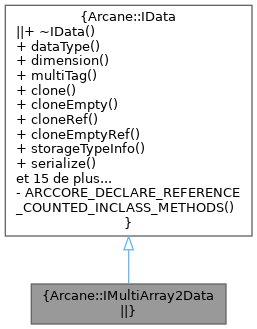 {Arcane::IData
||+ ~IData()
+ dataType()
+ dimension()
+ multiTag()
+ clone()
+ cloneEmpty()
+ cloneRef()
+ cloneEmptyRef()
+ storageTypeInfo()
+ serialize()
et 15 de plus...
- ARCCORE_DECLARE_REFERENCE
_COUNTED_INCLASS_METHODS()
}
{Arcane::IMultiArray2Data
||}